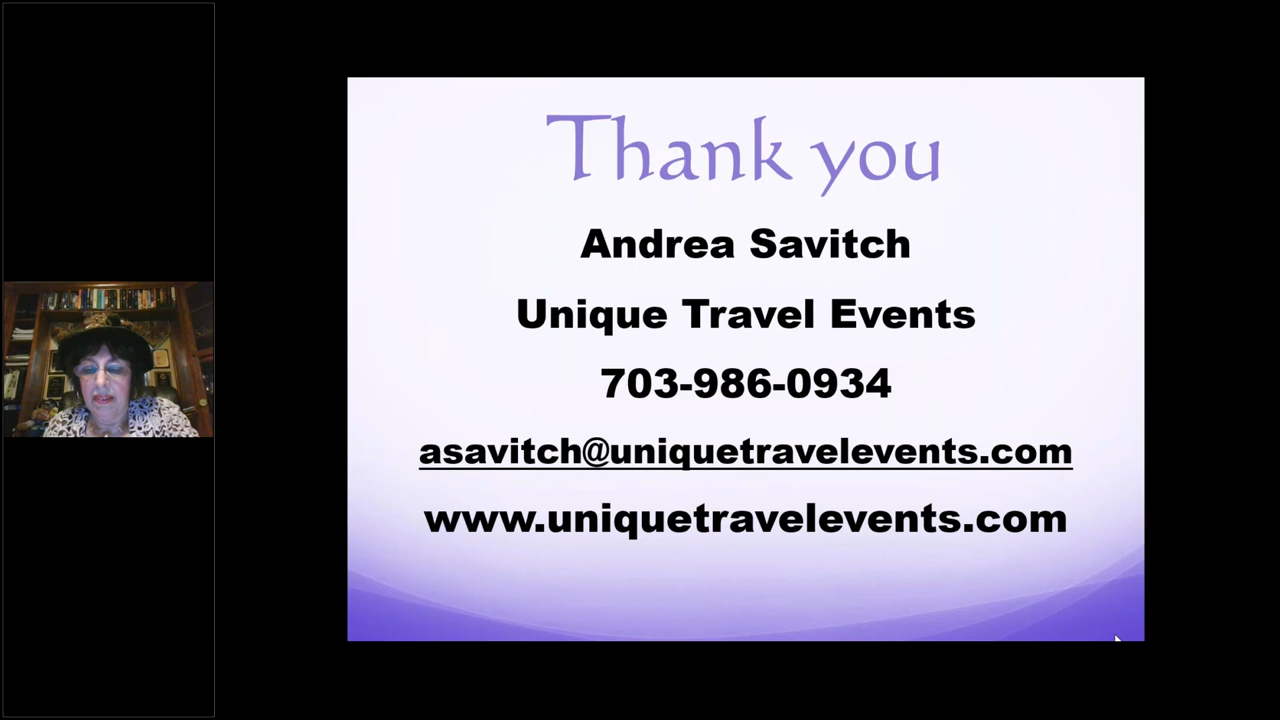 Thank you
Andrea Savitch
Unique Travel Events
703-986-0934
asavitch@uniquetravelevents.com
www.uniquetravelevents.com